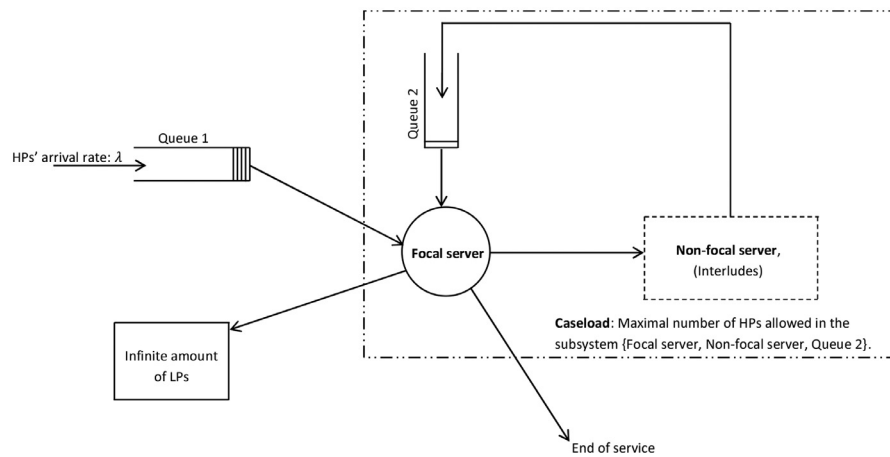 Queue 1
HPs' arrival rate: λ
Queue 2
Focal server
Non-focal server,
(Interludes)
Caseload: Maximal number of HPs allowed in the
subsystem {Focal server, Non-focal server, Queue 2}.
Infinite amount
of LPs
End of service